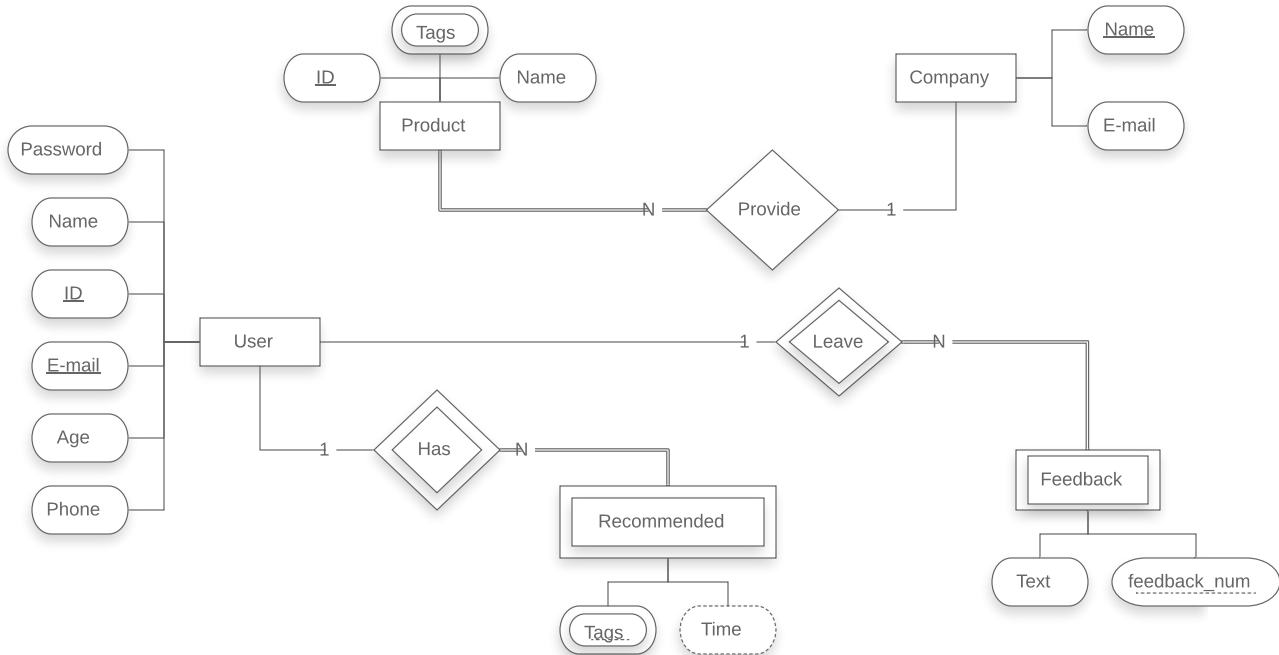 Tags
Name
ID
Name
Company
Product
E-mail
Password
Name
N
Provide
1
ID
User
1
Leave
N
E-mail
Age
1
Has
N
Feedback
Phone
Recommended
Text
feedback_num
Tags
Time